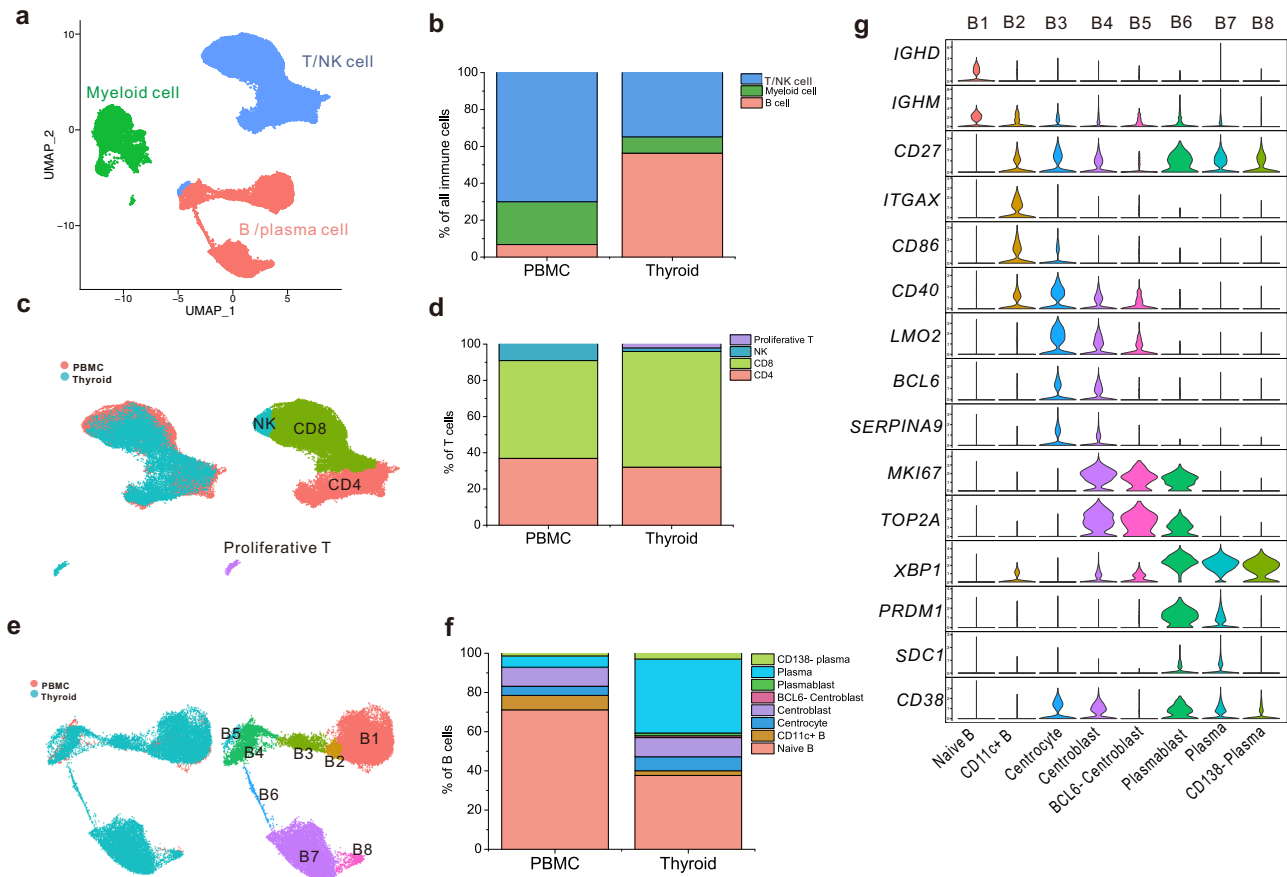 a
10
0
−10
UMAP_2
−10
−5
0
5
UMAP_1
T/NK cell
Myeloid cell
B /plasma cell
b
100
80
60
40
20
0
% of all immune cells
PBMC
Thyroid
T/NK cell
Myeloid cell
B cell
c
PBMC
Thyroid
NK
CD8
CD4
Proliferative T
d
100
80
60
40
20
0
% of T cells
PBMC
Thyroid
Proliferative T
NK
CD8
CD4
e
PBMC
Thyroid
B5
B4
B3
B2
B1
B6
B7
B8
f
100
80
60
40
20
0
% of B cells
PBMC
Thyroid
CD138- plasma
Plasma
Plasmablast
BCL6- Centroblast
Centroblast
Centrocyte
CD11c+ B
Naive B
g
B1 B2 B3 B4 B5 B6 B7 B8
IGHD
IGHM
CD27
ITGAX
CD86
CD40
LMO2
BCL6
SERPINA9
MKI67
TOP2A
XBP1
PRDM1
SDC1
CD38
Naive B
CD11c+ B
Centrocyte
Centroblast
BCL6- Centroblast
Plasmablast
Plasma
CD138- Plasma